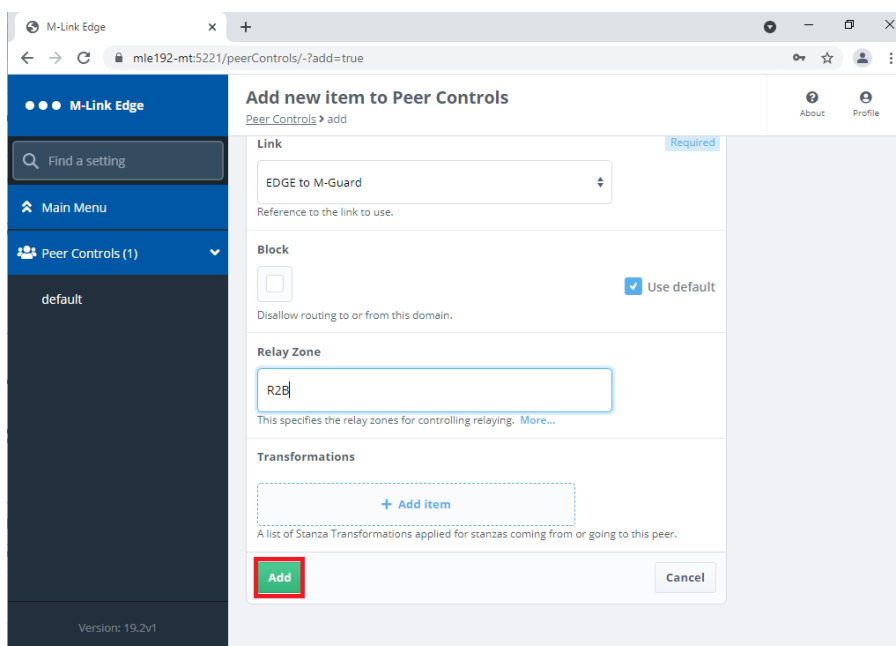 M-Link Edge
mle192-mt:5221/peerControls/-?add=true
M-Link Edge
Find a setting
Main Menu
Peer Controls (1)
default
Version: 19.2v1
Add new item to Peer Controls
Peer Controls > add
About
Profile
Link
Required
EDGE to M-Guard
Reference to the link to use.
Block
Use default
Disallow routing to or from this domain.
Relay Zone
R2B
This specifies the relay zones for controlling relaying. More...
Transformations
+ Add item
A list of Stanza Transformations applied for stanzas coming from or going to this peer.
Add
Cancel